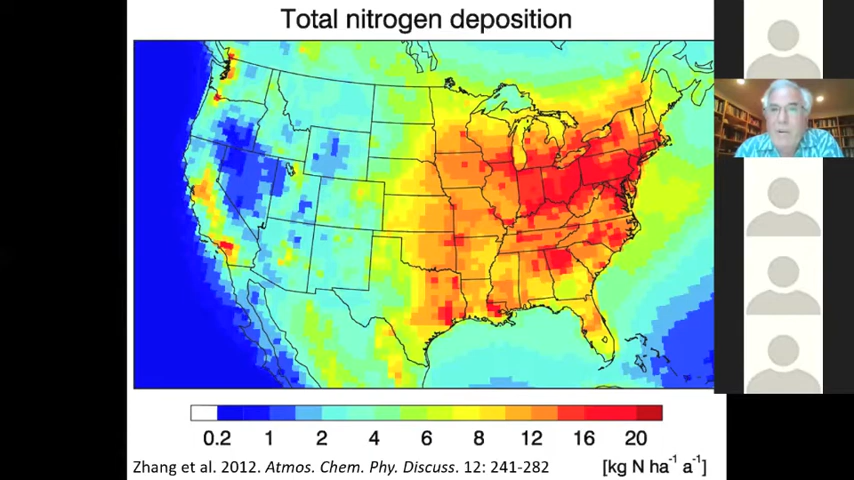 Total nitrogen deposition
0.2 1 2 4 6 8 12 16 20
Zhang et al. 2012. Atmos. Chem. Phy. Discuss. 12: 241-282 [kg N ha⁻¹ a⁻¹]